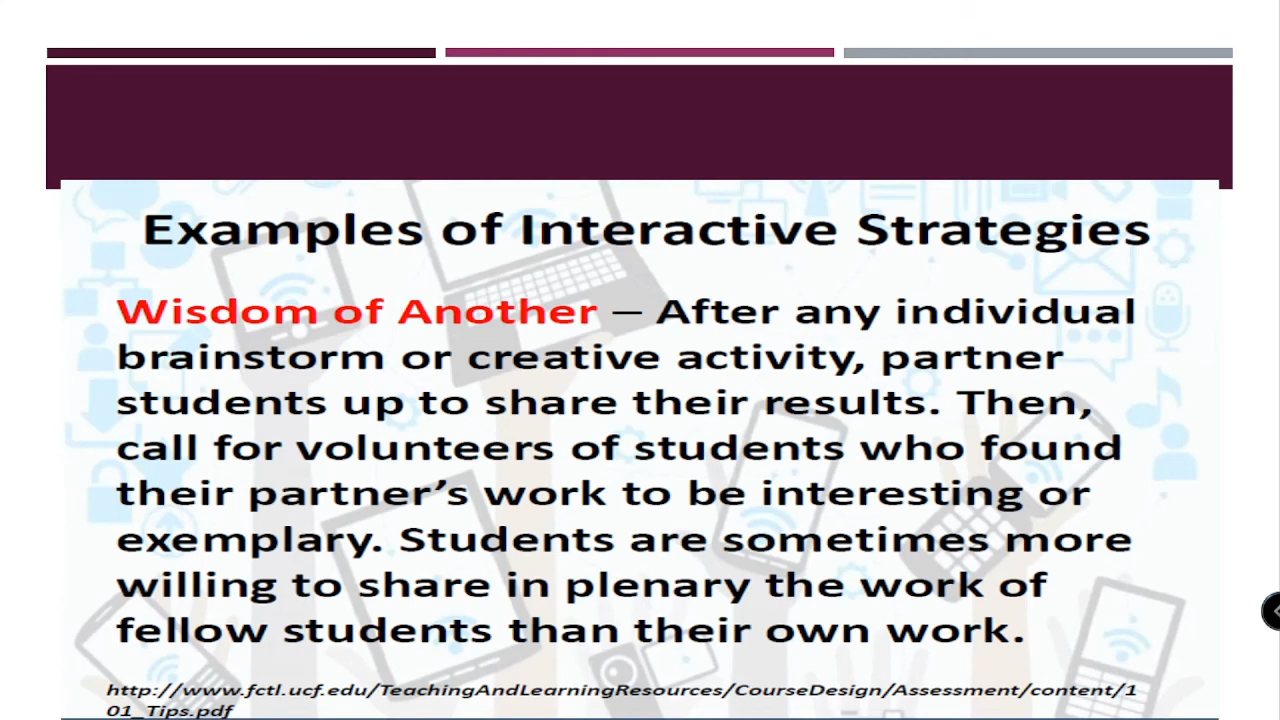 Examples of Interactive Strategies
Wisdom of Another – After any individual
brainstorm or creative activity, partner
students up to share their results. Then,
call for volunteers of students who found
their partner’s work to be interesting or
exemplary. Students are sometimes more
willing to share in plenary the work of
fellow students than their own work.
http://www.fctl.ucf.edu/TeachingAndLearningResources/CourseDesign/Assessment/content/1
01_Tips.pdf